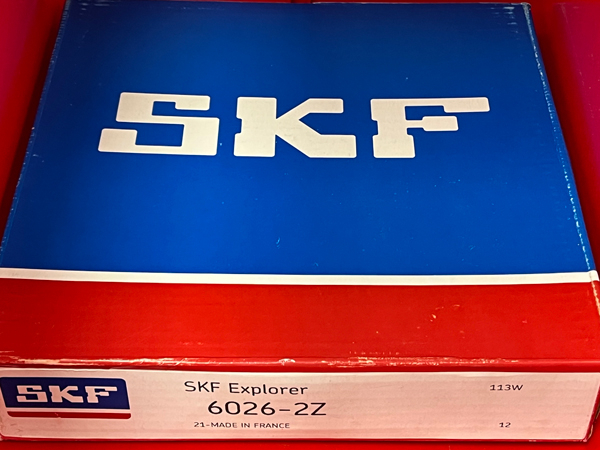 SKF
SKF
SKF Explorer
113W
6026-2Z
21-MADE IN FRANCE
12